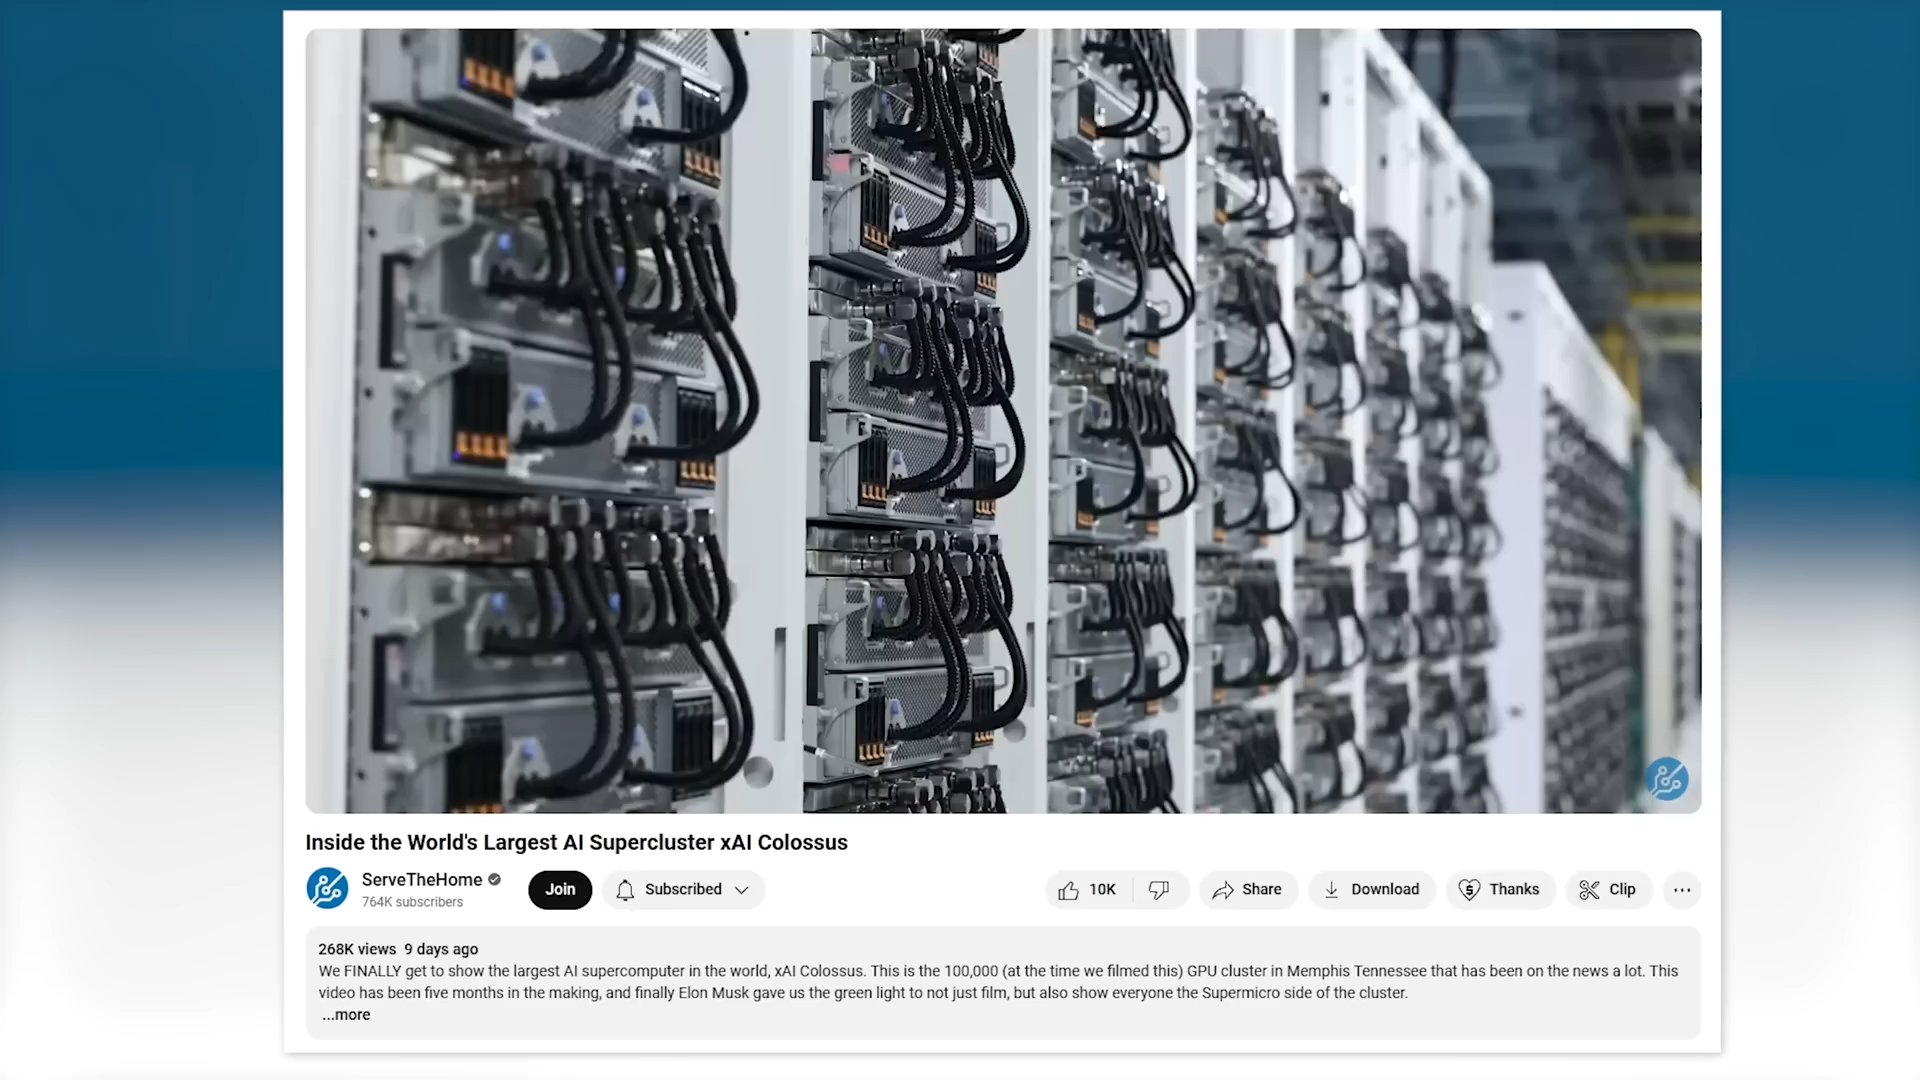 Inside the World's Largest AI Supercluster xAI Colossus
ServeTheHome
764K subscribers
Join
Subscribed
10K
Share
Download
Thanks
Clip
268K views 9 days ago
We FINALLY get to show the largest AI supercomputer in the world, xAI Colossus. This is the 100,000 (at the time we filmed this) GPU cluster in Memphis Tennessee that has been on the news a lot. This
video has been five months in the making, and finally Elon Musk gave us the green light to not just film, but also show everyone the Supermicro side of the cluster.
...more